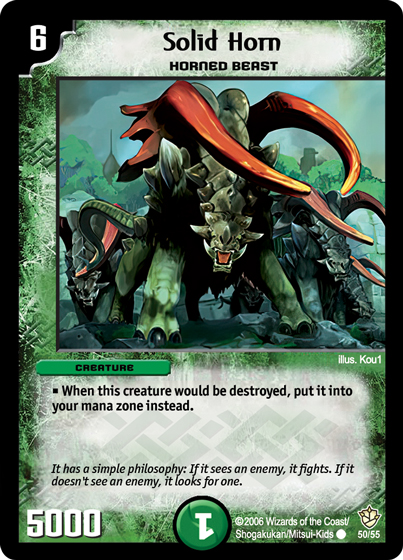 6
Solid Horn
HORNED BEAST
illus. Kou1
CREATURE
▪ When this creature would be destroyed, put it into
your mana zone instead.
It has a simple philosophy: If it sees an enemy, it fights. If it
doesn't see an enemy, it looks for one.
5000
1
©2006 Wizards of the Coast/
Shogakukan/Mitsui-Kids ● 50/55